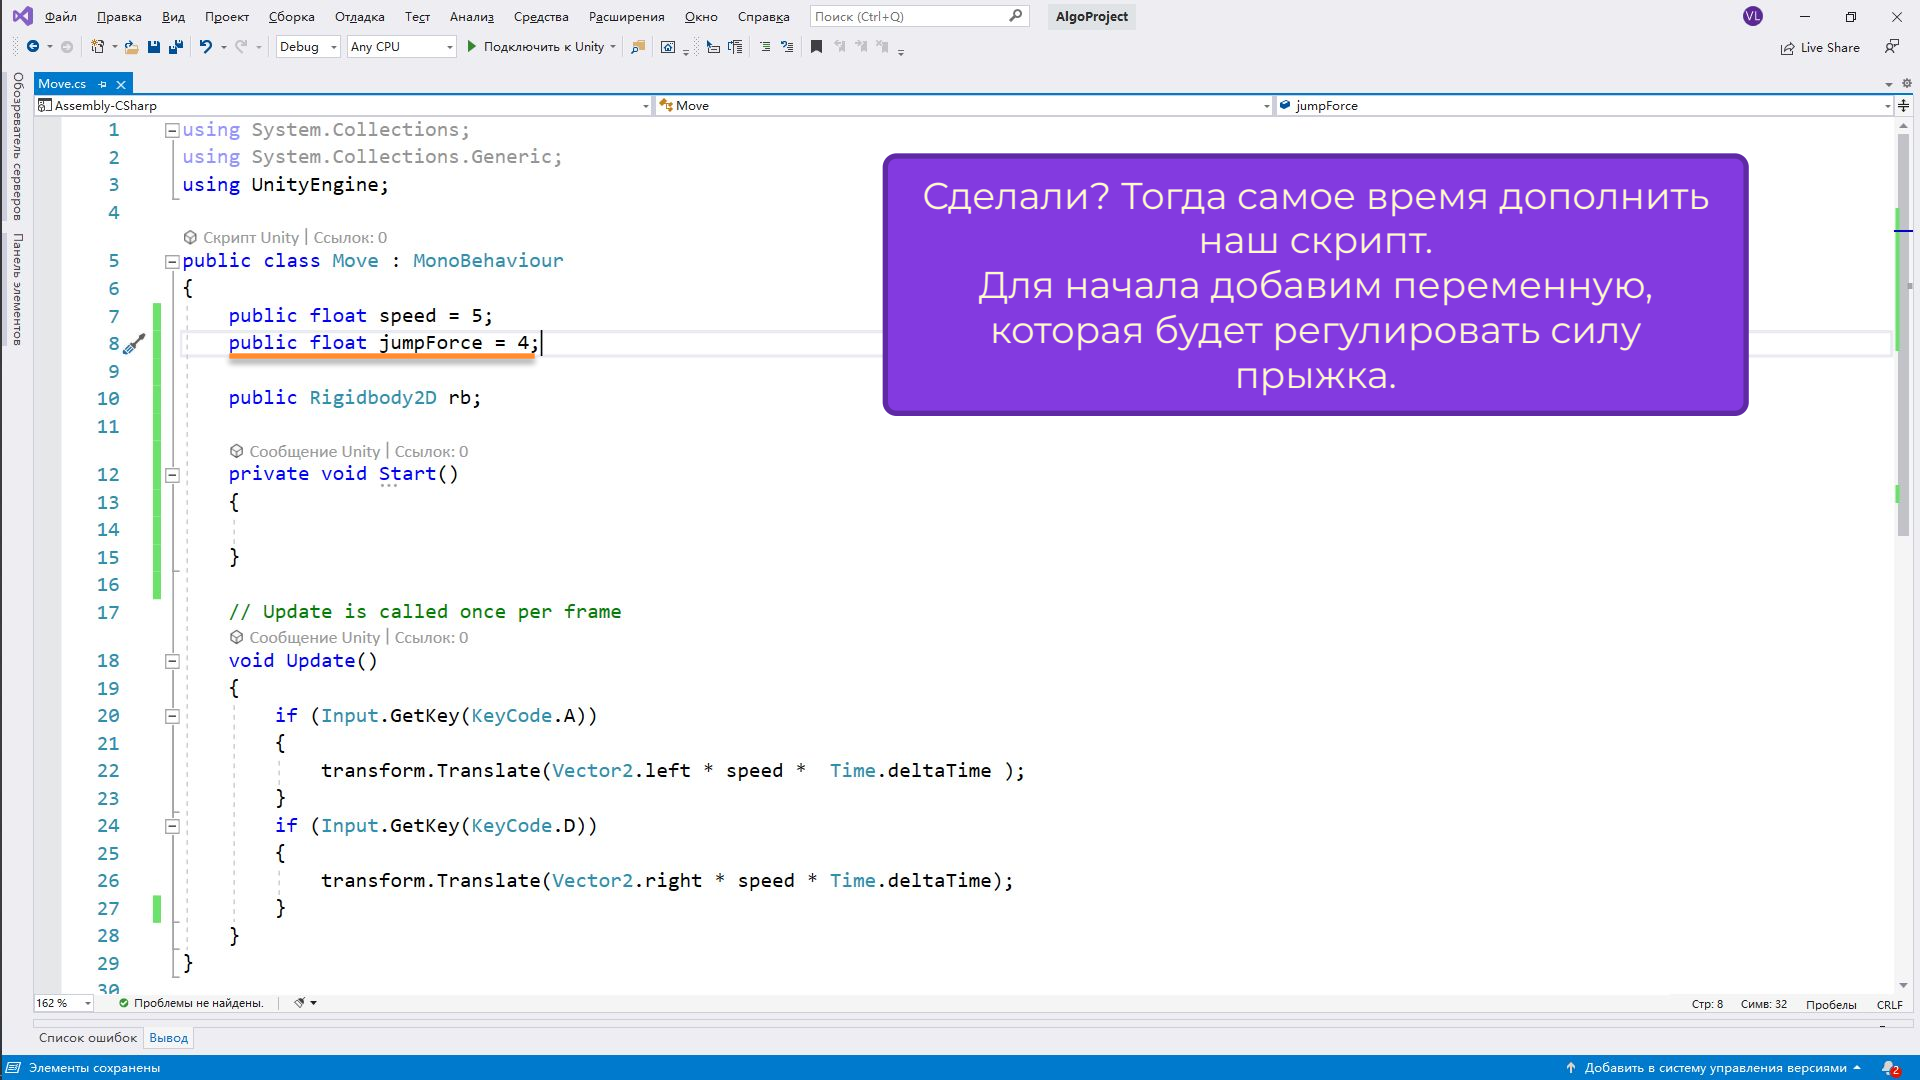 Файл Правка Вид Проект Сборка Отладка Тест Анализ Средства Расширения Окно Справка Поиск (Ctrl+Q) AlgoProject VL
Debug Any CPU Подключить к Unity Live Share
Обозреватель серверов
Панель элементов
Move.cs
Assembly-CSharp Move jumpForce
1 using System.Collections;
2 using System.Collections.Generic;
3 using UnityEngine;
4
Скрипт Unity | Ссылок: 0
5 public class Move : MonoBehaviour
6 {
7 public float speed = 5;
8 public float jumpForce = 4;
9
10 public Rigidbody2D rb;
11
Сообщение Unity | Ссылок: 0
12 private void Start()
13 {
14
15 }
16
17 // Update is called once per frame
Сообщение Unity | Ссылок: 0
18 void Update()
19 {
20 if (Input.GetKey(KeyCode.A))
21 {
22 transform.Translate(Vector2.left * speed *  Time.deltaTime );
23 }
24 if (Input.GetKey(KeyCode.D))
25 {
26 transform.Translate(Vector2.right * speed * Time.deltaTime);
27 }
28 }
29 }
30
Сделали? Тогда самое время дополнить
наш скрипт.
Для начала добавим переменную,
которая будет регулировать силу
прыжка.
162 % Проблемы не найдены. Стр: 8 Симв: 32 Пробелы CRLF
Список ошибок Вывод
Элементы сохранены Добавить в систему управления версиями 2